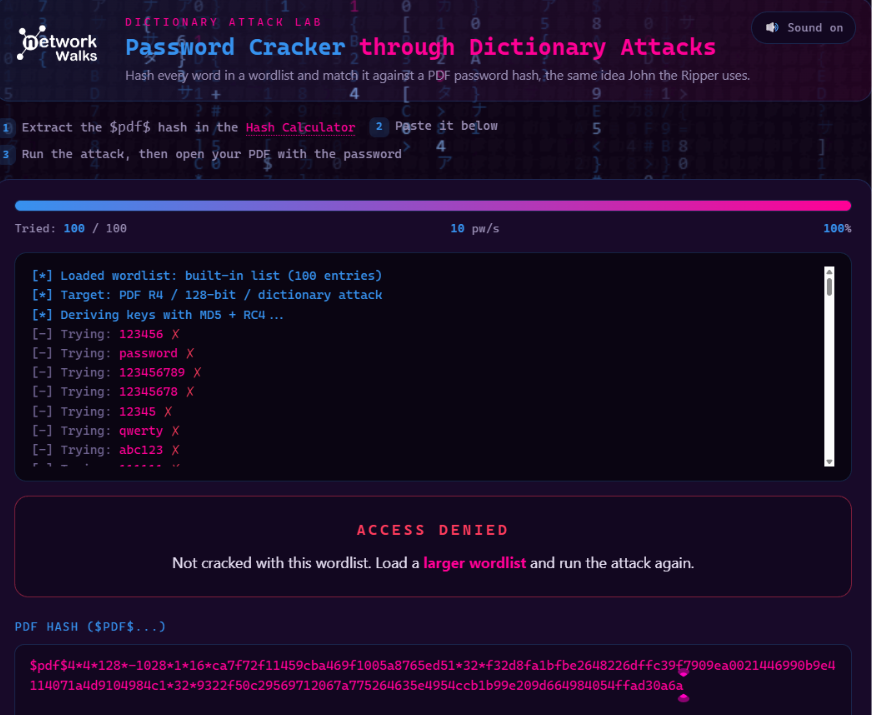 network
Walks
DICTIONARY ATTACK LAB
Password Cracker through Dictionary Attacks
Hash every word in a wordlist and match it against a PDF password hash, the same idea John the Ripper uses.
Sound on
1 Extract the $pdf$ hash in the Hash Calculator 2 Paste it below
3 Run the attack, then open your PDF with the password
Tried: 100 / 100 10 pw/s 100%
[*] Loaded wordlist: built-in list (100 entries)
[*] Target: PDF R4 / 128-bit / dictionary attack
[*] Deriving keys with MD5 + RC4...
[-] Trying: 123456 ✗
[-] Trying: password ✗
[-] Trying: 123456789 ✗
[-] Trying: 12345678 ✗
[-] Trying: 12345 ✗
[-] Trying: qwerty ✗
[-] Trying: abc123 ✗
ACCESS DENIED
Not cracked with this wordlist. Load a larger wordlist and run the attack again.
PDF HASH ($PDF$...)
$pdf$4*4*128*-1028*1*16*ca7f72f11459cba469f1005a8765ed51*32*f32d8fa1bfbe2648226dffc39f7909ea0021446990b9e4
114071a4d9104984c1*32*9322f50c29569712067a775264635e4954ccb1b99e209d664984054ffad30a6a